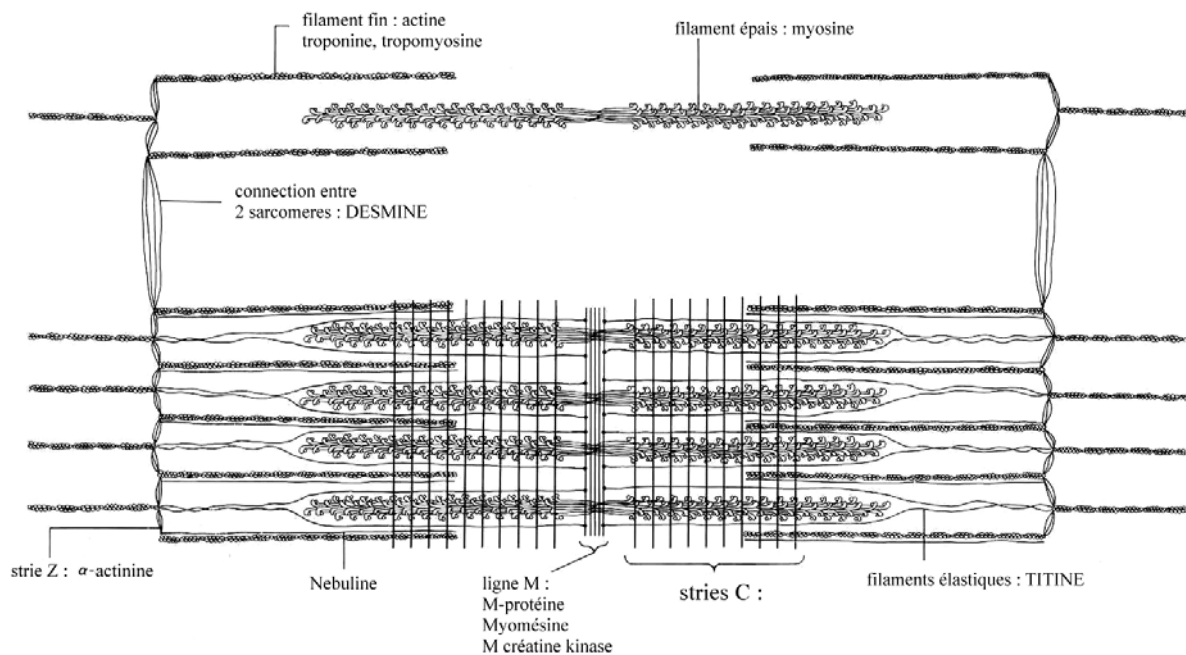 filament fin : actine
troponine, tropomyosine
filament épais : myosine
connection entre
2 sarcomeres : DESMINE
strie Z : α-actinine
Nebuline
ligne M :
M-protéine
Myomésine
M créatine kinase
stries C :
filaments élastiques : TITINE